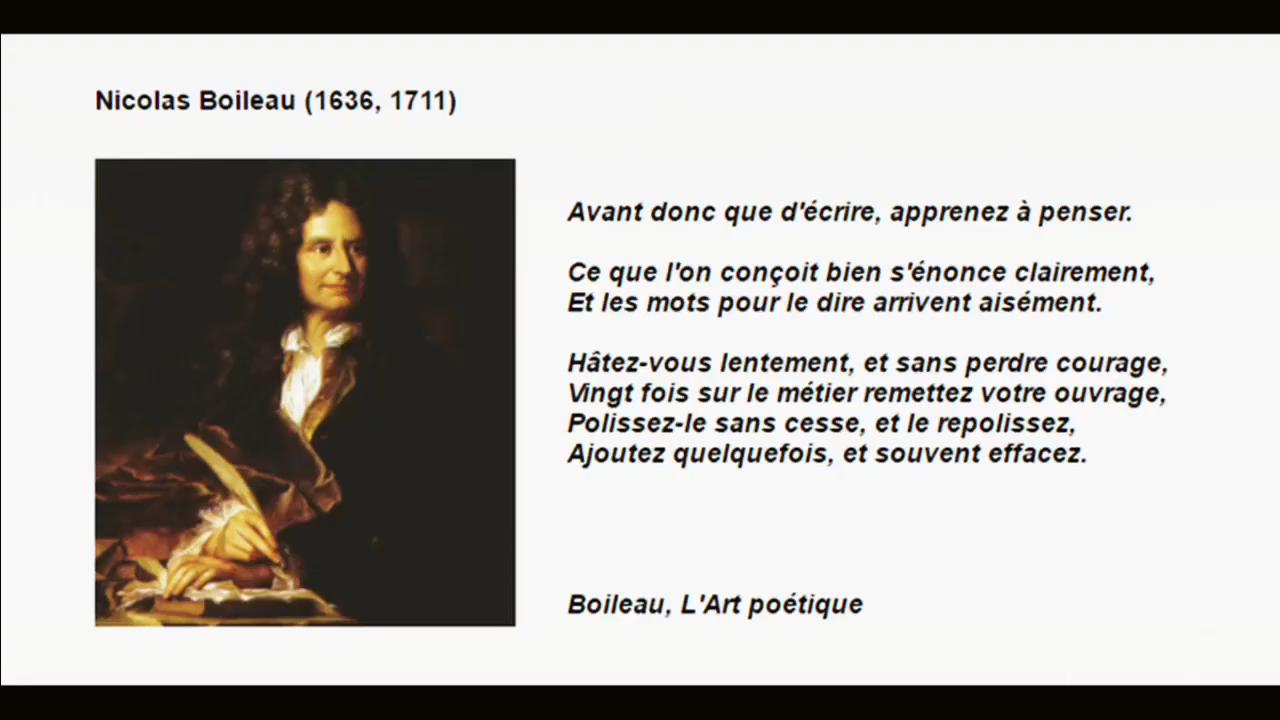 Nicolas Boileau (1636, 1711)
Avant donc que d'écrire, apprenez à penser.
Ce que l'on conçoit bien s'énonce clairement,
Et les mots pour le dire arrivent aisément.
Hâtez-vous lentement, et sans perdre courage,
Vingt fois sur le métier remettez votre ouvrage,
Polissez-le sans cesse, et le repolissez,
Ajoutez quelquefois, et souvent effacez.
Boileau, L'Art poétique